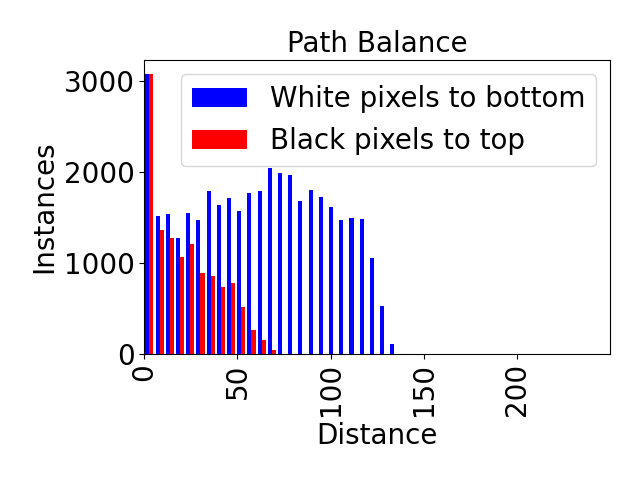 Path Balance
White pixels to bottom
Black pixels to top
Instances
3000
2000
1000
0
0
50
100
150
200
Distance